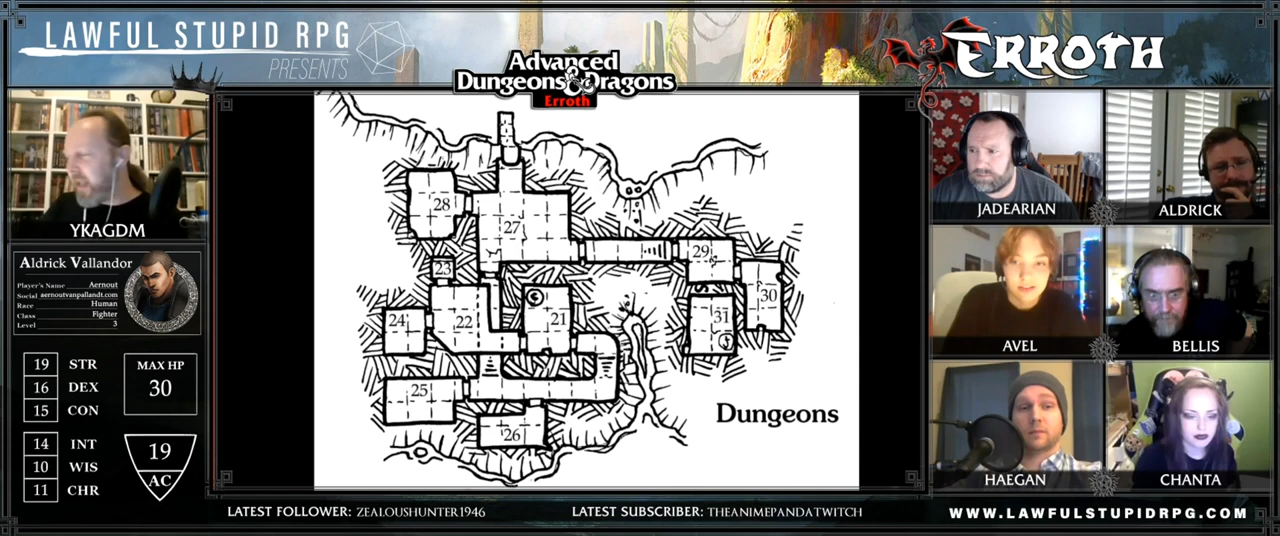 LAWFUL STUPID RPG
PRESENTS
Advanced
Dungeons & Dragons
Erroth
ERROTH
YKAGDM
Aldrick Vallandor
Player's Name Aernout
Social aernoutvanpallandt.com
Race Human
Class Fighter
Level 3
19 STR
16 DEX
15 CON
MAX HP
30
14 INT
10 WIS
11 CHR
19
AC
28
27
29
23
30
24
22
21
31
25
26
Dungeons
JADEARIAN
ALDRICK
AVEL
BELLIS
HAEGAN
CHANTA
LATEST FOLLOWER: ZEALOUSHUNTER1946
LATEST SUBSCRIBER: THEANIMEPANDATWITCH
WWW.LAWFULSTUPIDRPG.COM